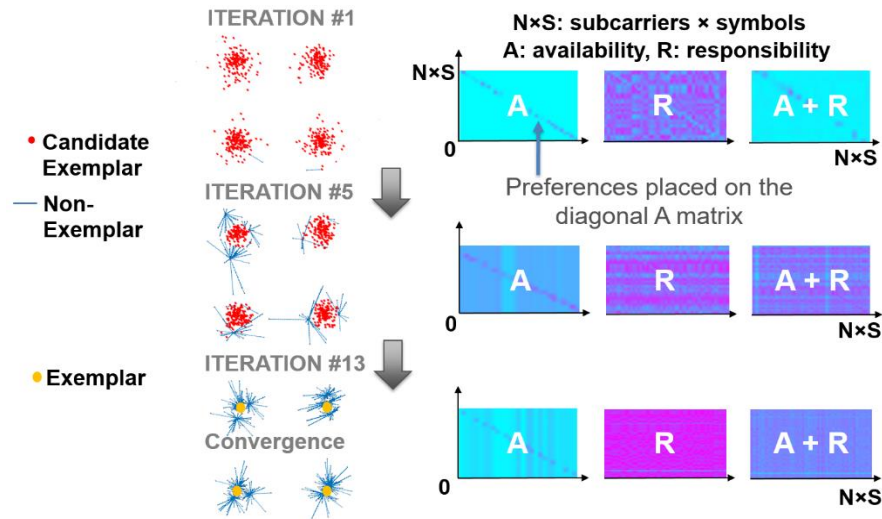 ITERATION #1
N×S: subcarriers × symbols
A: availability, R: responsibility
N×S
A
R
A + R
0
N×S
Candidate
Exemplar
Non-
Exemplar
Preferences placed on the
diagonal A matrix
ITERATION #5
A
R
A + R
0
N×S
ITERATION #13
Exemplar
Convergence
A
R
A + R
0
N×S